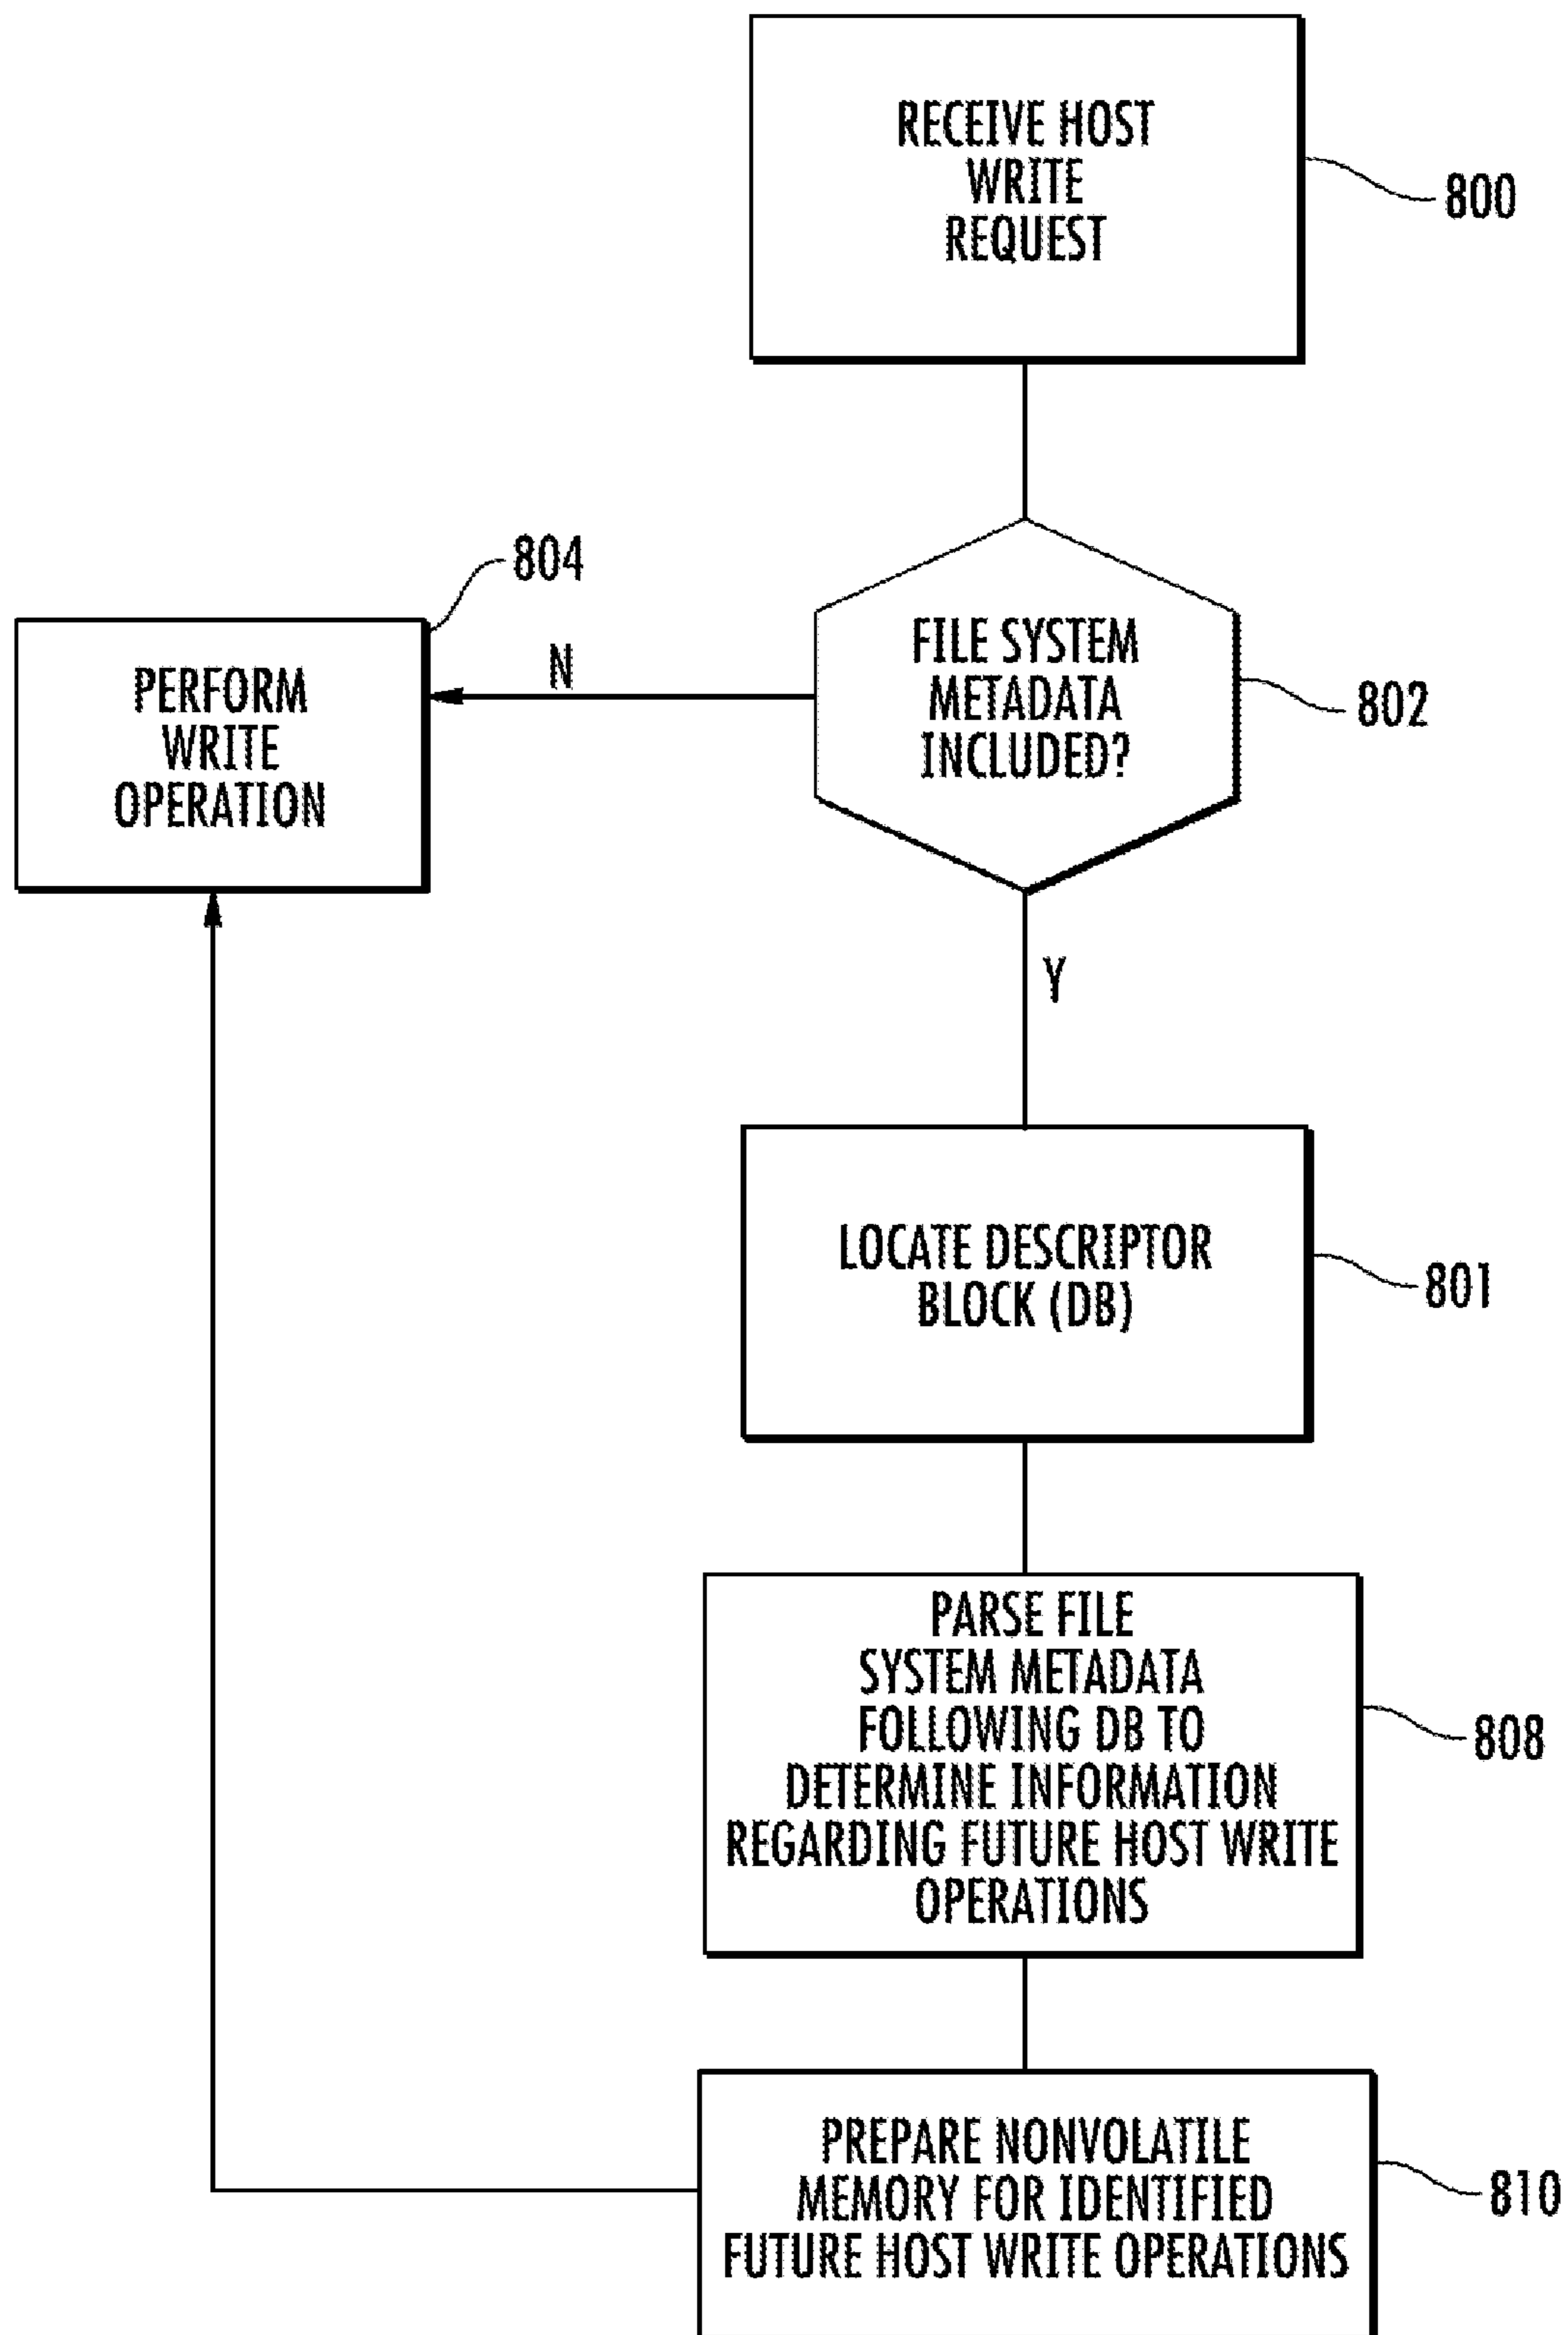 RECEIVE HOST
WRITE
REQUEST
800
804
PERFORM
WRITE
OPERATION
N
FILE SYSTEM
METADATA
INCLUDED?
802
Y
LOCATE DESCRIPTOR
BLOCK (DB)
801
PARSE FILE
SYSTEM METADATA
FOLLOWING DB TO
DETERMINE INFORMATION
REGARDING FUTURE HOST WRITE
OPERATIONS
808
PREPARE NONVOLATILE
MEMORY FOR IDENTIFIED
FUTURE HOST WRITE OPERATIONS
810